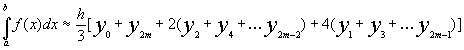 ∫_a^b f(x)dx ≈ h/3[y_0 + y_{2m} + 2(y_2 + y_4 + ...y_{2m-2}) + 4(y_1 + y_3 + ...y_{2m-1})]